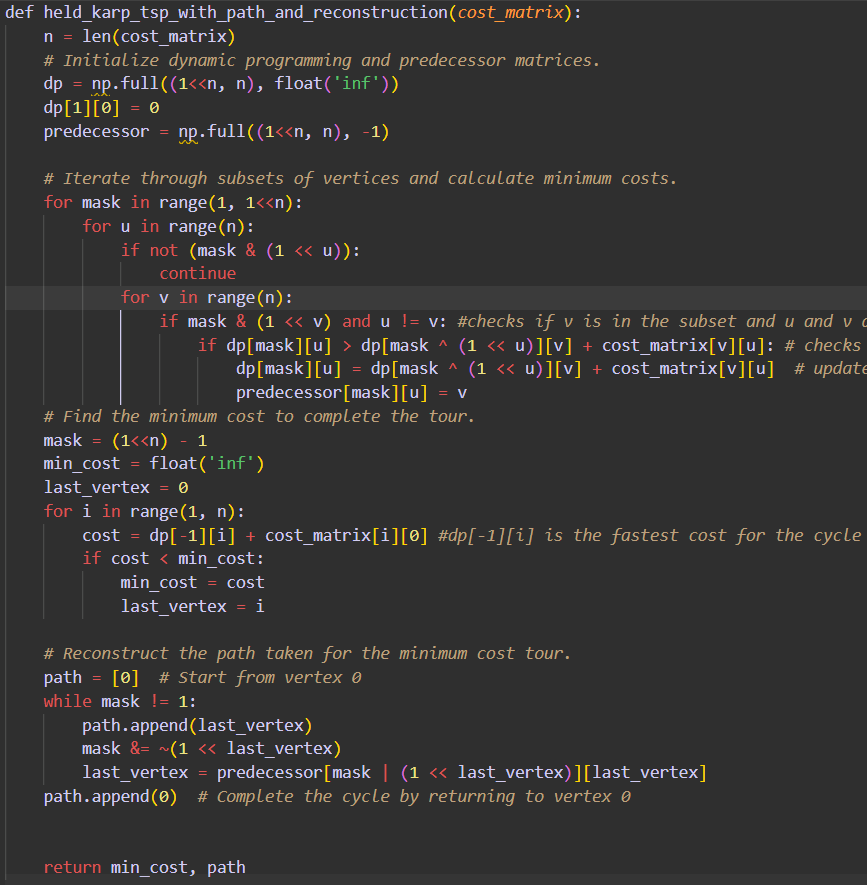 def held_karp_tsp_with_path_and_reconstruction(cost_matrix):
    n = len(cost_matrix)
    # Initialize dynamic programming and predecessor matrices.
    dp = np.full((1<<n, n), float('inf'))
    dp[1][0] = 0
    predecessor = np.full((1<<n, n), -1)

    # Iterate through subsets of vertices and calculate minimum costs.
    for mask in range(1, 1<<n):
        for u in range(n):
            if not (mask & (1 << u)):
                continue
            for v in range(n):
                if mask & (1 << v) and u != v: #checks if v is in the subset and u and v
                    if dp[mask][u] > dp[mask ^ (1 << u)][v] + cost_matrix[v][u]: # checks
                        dp[mask][u] = dp[mask ^ (1 << u)][v] + cost_matrix[v][u]  # update
                        predecessor[mask][u] = v
    # Find the minimum cost to complete the tour.
    mask = (1<<n) - 1
    min_cost = float('inf')
    last_vertex = 0
    for i in range(1, n):
        cost = dp[-1][i] + cost_matrix[i][0] #dp[-1][i] is the fastest cost for the cycle
        if cost < min_cost:
            min_cost = cost
            last_vertex = i

    # Reconstruct the path taken for the minimum cost tour.
    path = [0]  # Start from vertex 0
    while mask != 1:
        path.append(last_vertex)
        mask &= ~(1 << last_vertex)
        last_vertex = predecessor[mask | (1 << last_vertex)][last_vertex]
    path.append(0)  # Complete the cycle by returning to vertex 0

    return min_cost, path